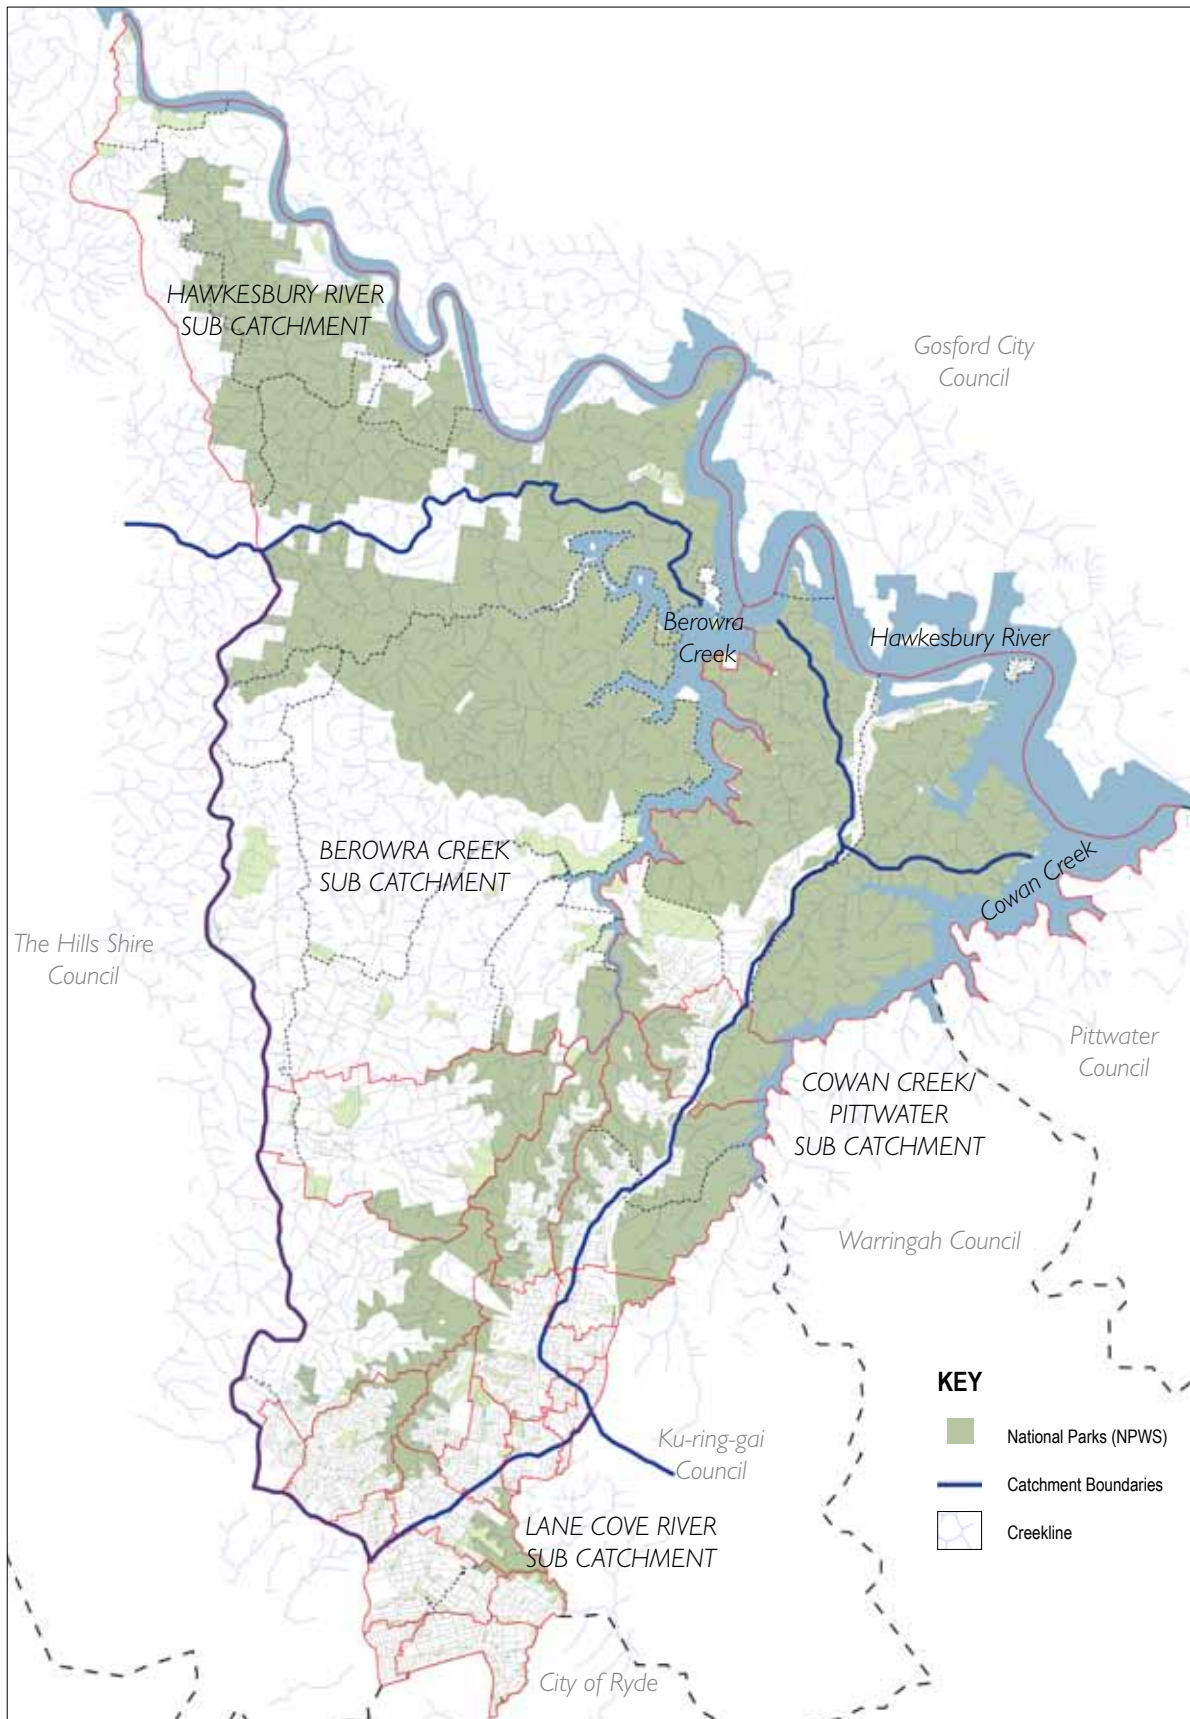 HAWKESBURY RIVER
SUB CATCHMENT
Gosford City
Council
Berowra
Creek
Hawkesbury River
BEROWRA CREEK
SUB CATCHMENT
Cowan Creek
The Hills Shire
Council
Pittwater
Council
COWAN CREEK/
PITTWATER
SUB CATCHMENT
Warringah Council
KEY
National Parks (NPWS)
Catchment Boundaries
Creekline
Ku-ring-gai
Council
LANE COVE RIVER
SUB CATCHMENT
City of Ryde